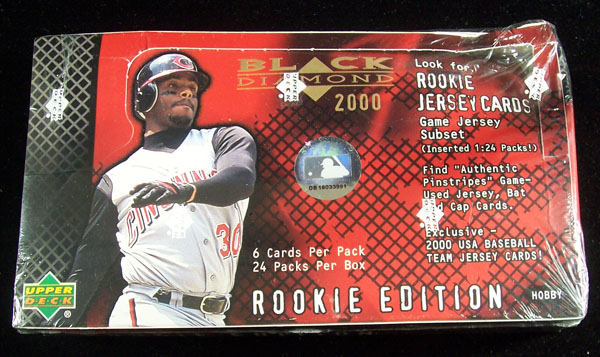 BLACK
DIAMOND
2000
Look for
ROOKIE
JERSEY CARDS
Game Jersey
Subset
(Inserted 1:24 Packs!)
Find "Authentic
Pinstripes" Game-
Used Jersey, Bat
Cap Cards.
Exclusive -
2000 USA BASEBALL
TEAM JERSEY CARDS!
CINCINNATI
30
6 Cards Per Pack
24 Packs Per Box
UPPER
DECK
ROOKIE EDITION
HOBBY